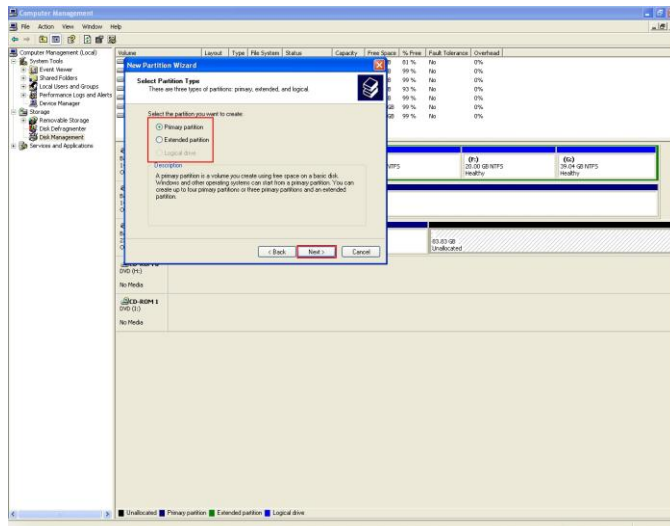 Computer Management
File Action View Window Help
Computer Management (Local)
System Tools
Event Viewer
Shared Folders
Local Users and Groups
Performance Logs and Alerts
Device Manager
Storage
Removable Storage
Disk Defragmenter
Disk Management
Services and Applications
Volume Layout Type File System Status Capacity Free Space % Free Fault Tolerance Overhead
81 % No 0%
99 % No 0%
93 % No 0%
99 % No 0%
99 % No 0%
New Partition Wizard
Select Partition Type
There are three types of partitions: primary, extended, and logical.
Select the partition you want to create:
Primary partition
Extended partition
Logical drive
Description
A primary partition is a volume you create using free space on a basic disk.
Windows and other operating systems can start from a primary partition. You can
create up to four primary partitions or three primary partitions and an extended
partition.
< Back Next > Cancel
NTFS
20.00 GB NTFS
Healthy
(G:)
39.04 GB NTFS
Healthy
83.83 GB
Unallocated
CD-ROM 0
DVD (H:)
No Media
CD-ROM 1
DVD (I:)
No Media
Unallocated Primary partition Extended partition Logical drive